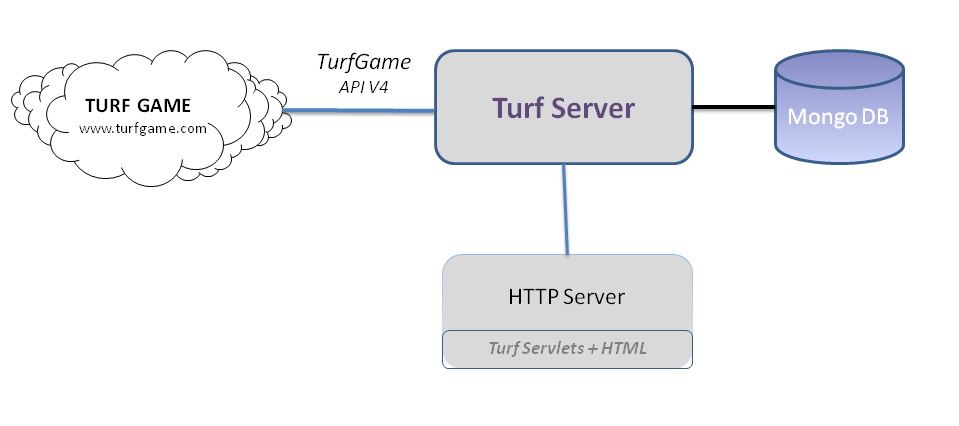 TURF GAME
www.turfgame.com
TurfGame
API V4
Turf Server
Mongo DB
HTTP Server
Turf Servlets + HTML